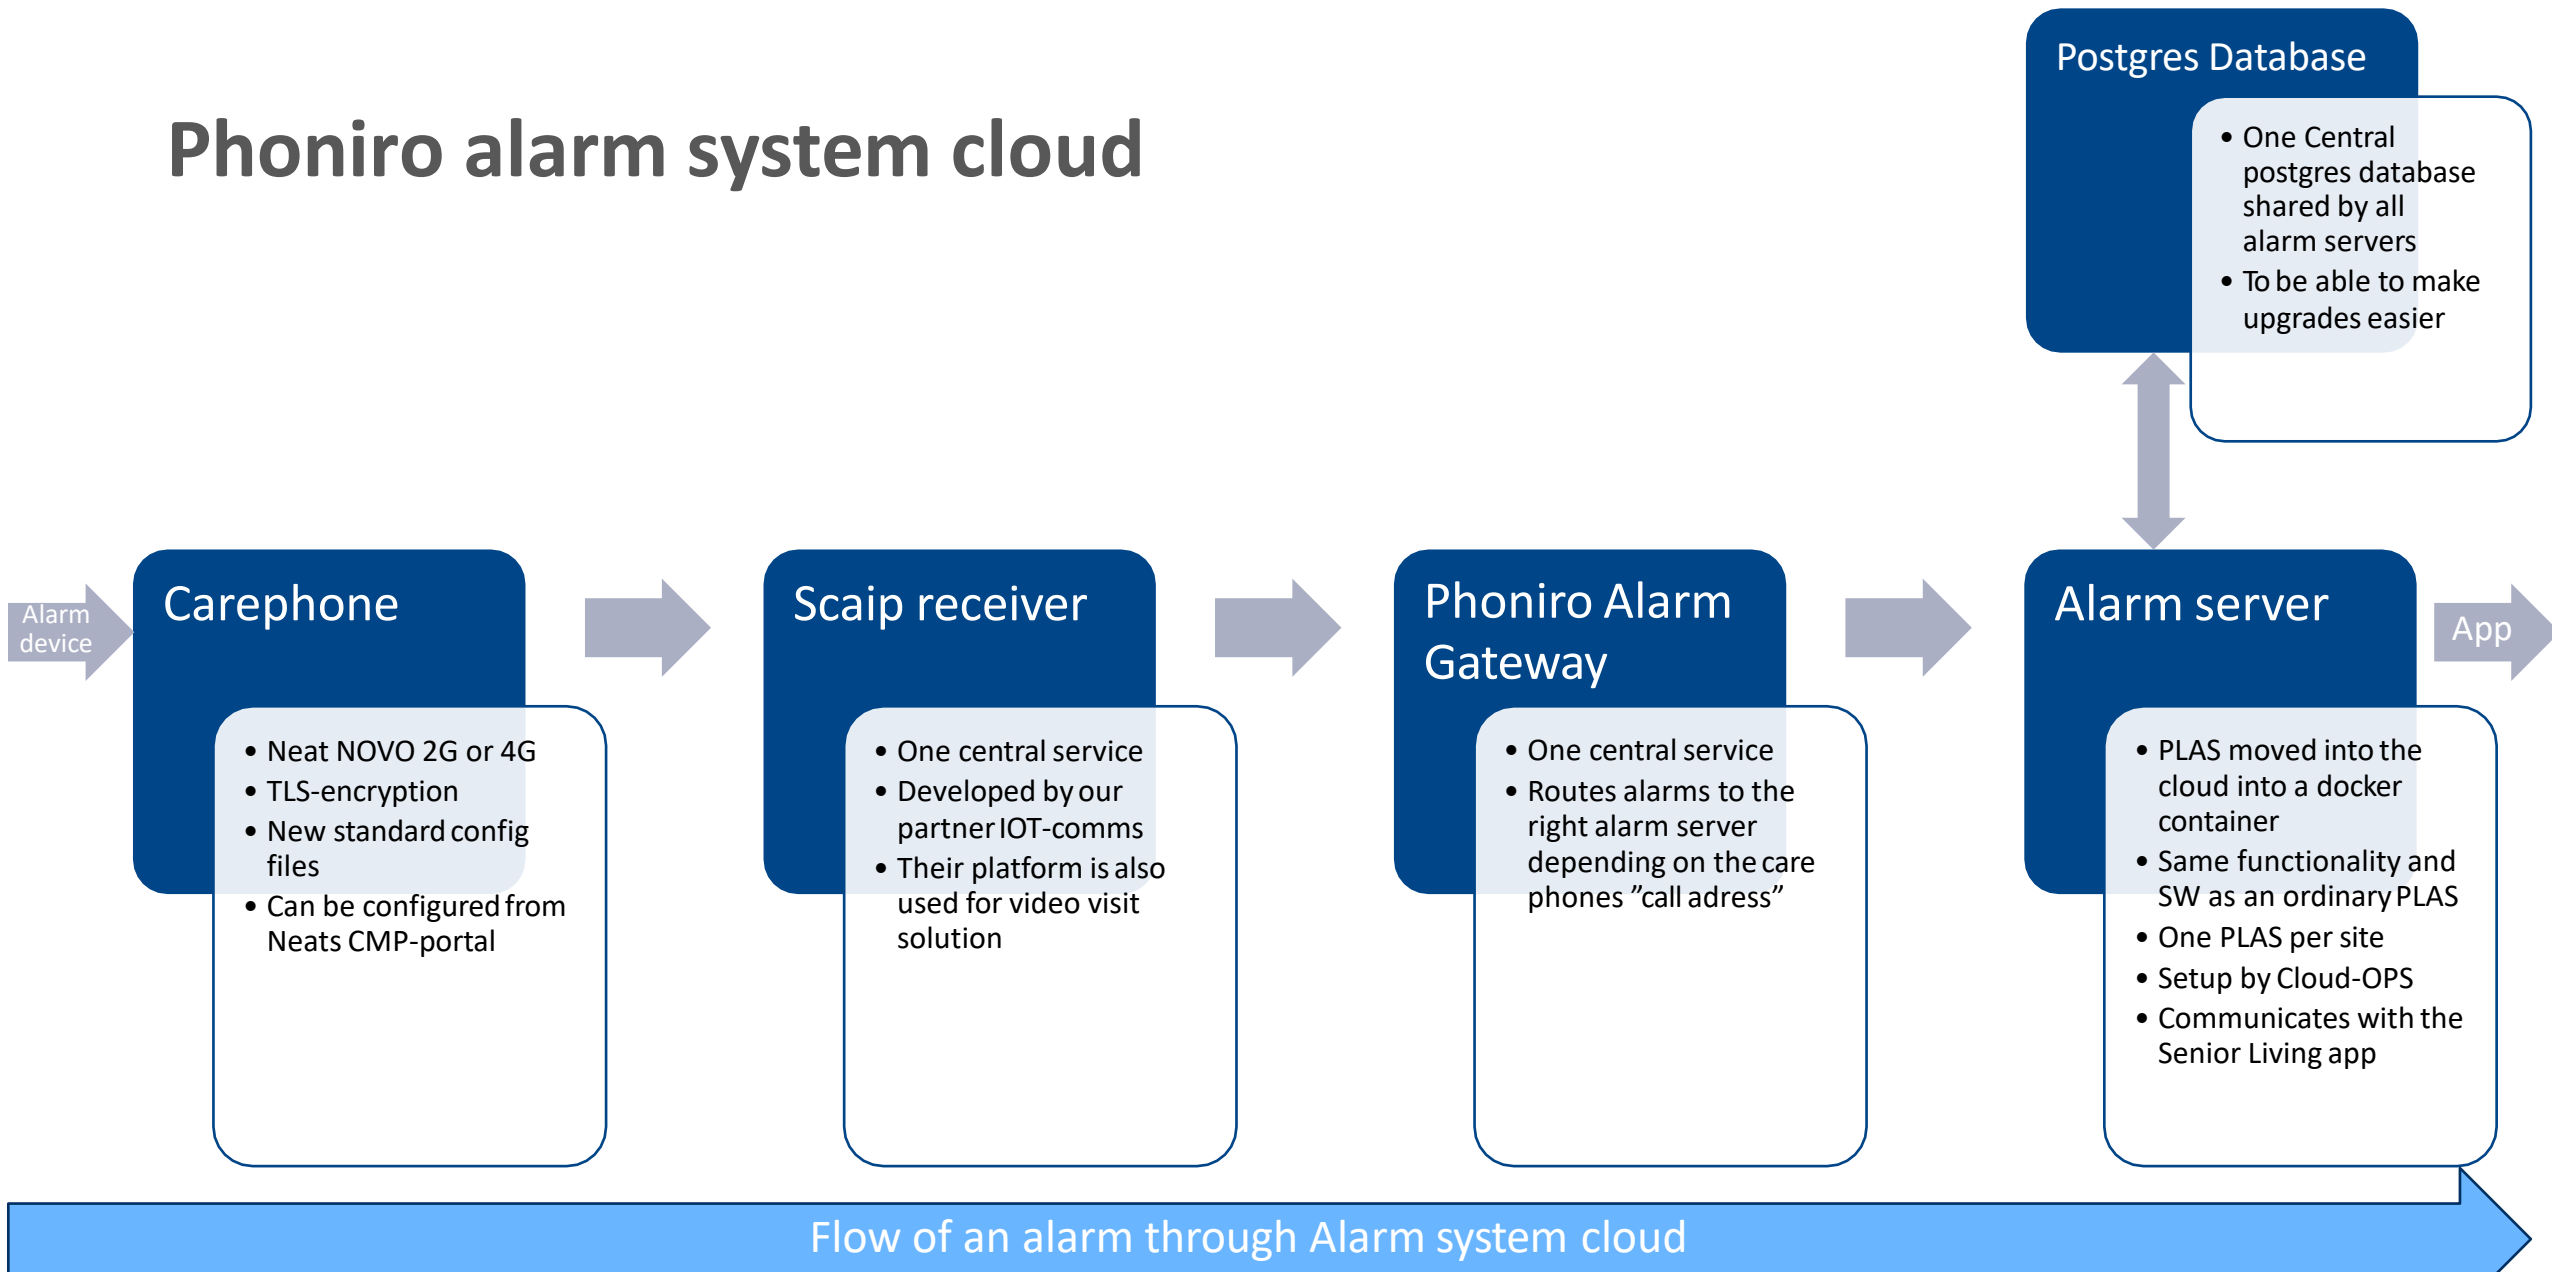 Phoniro alarm system cloud
Postgres Database
• One Central
postgres database
shared by all
alarm servers
• To be able to make
upgrades easier
Alarm
device
Carephone
• Neat NOVO 2G or 4G
• TLS-encryption
• New standard config
files
• Can be configured from
Neats CMP-portal
Scaip receiver
• One central service
• Developed by our
partner IOT-comms
• Their platform is also
used for video visit
solution
Phoniro Alarm
Gateway
• One central service
• Routes alarms to the
right alarm server
depending on the care
phones ”call adress”
Alarm server
• PLAS moved into the
cloud into a docker
container
• Same functionality and
SW as an ordinary PLAS
• One PLAS per site
• Setup by Cloud-OPS
• Communicates with the
Senior Living app
App
Flow of an alarm through Alarm system cloud